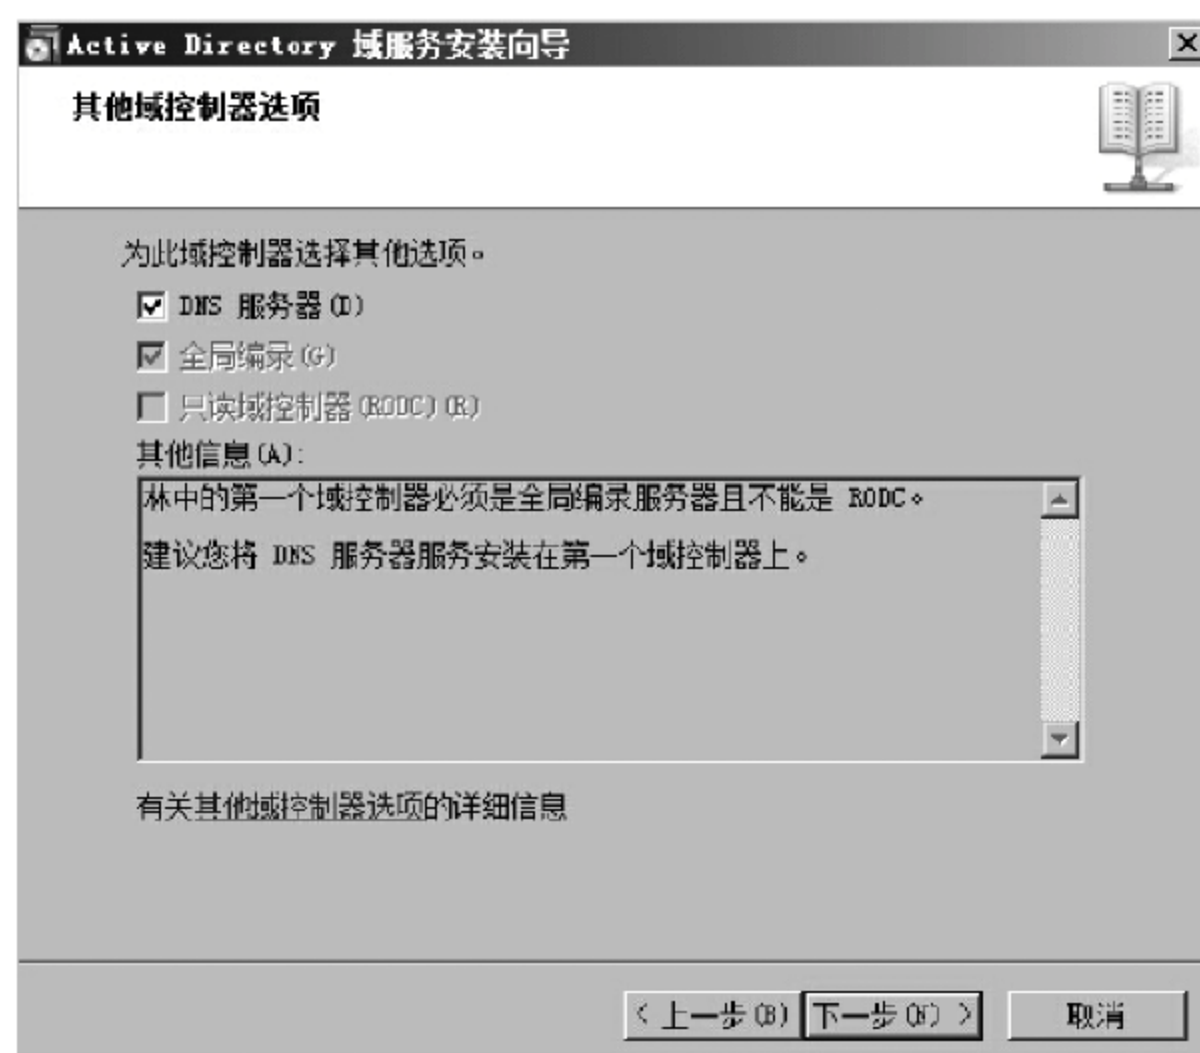 Active Directory 域服务安装向导
其他域控制器选项
为此域控制器选择其他选项。
DNS 服务器(D)
全局编录(G)
只读域控制器(RODC)(R)
其他信息(A):
林中的第一个域控制器必须是全局编录服务器且不能是 RODC。
建议您将 DNS 服务器服务安装在第一个域控制器上。
有关其他域控制器选项的详细信息
< 上一步(B) 下一步(N) > 取消